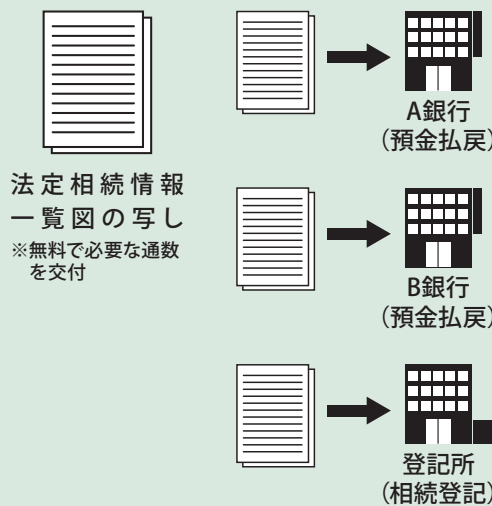 法定相続情報
一覧図の写し
※無料で必要な通数
を交付
A銀行
(預金払戻)
B銀行
(預金払戻)
登記所
(相続登記)